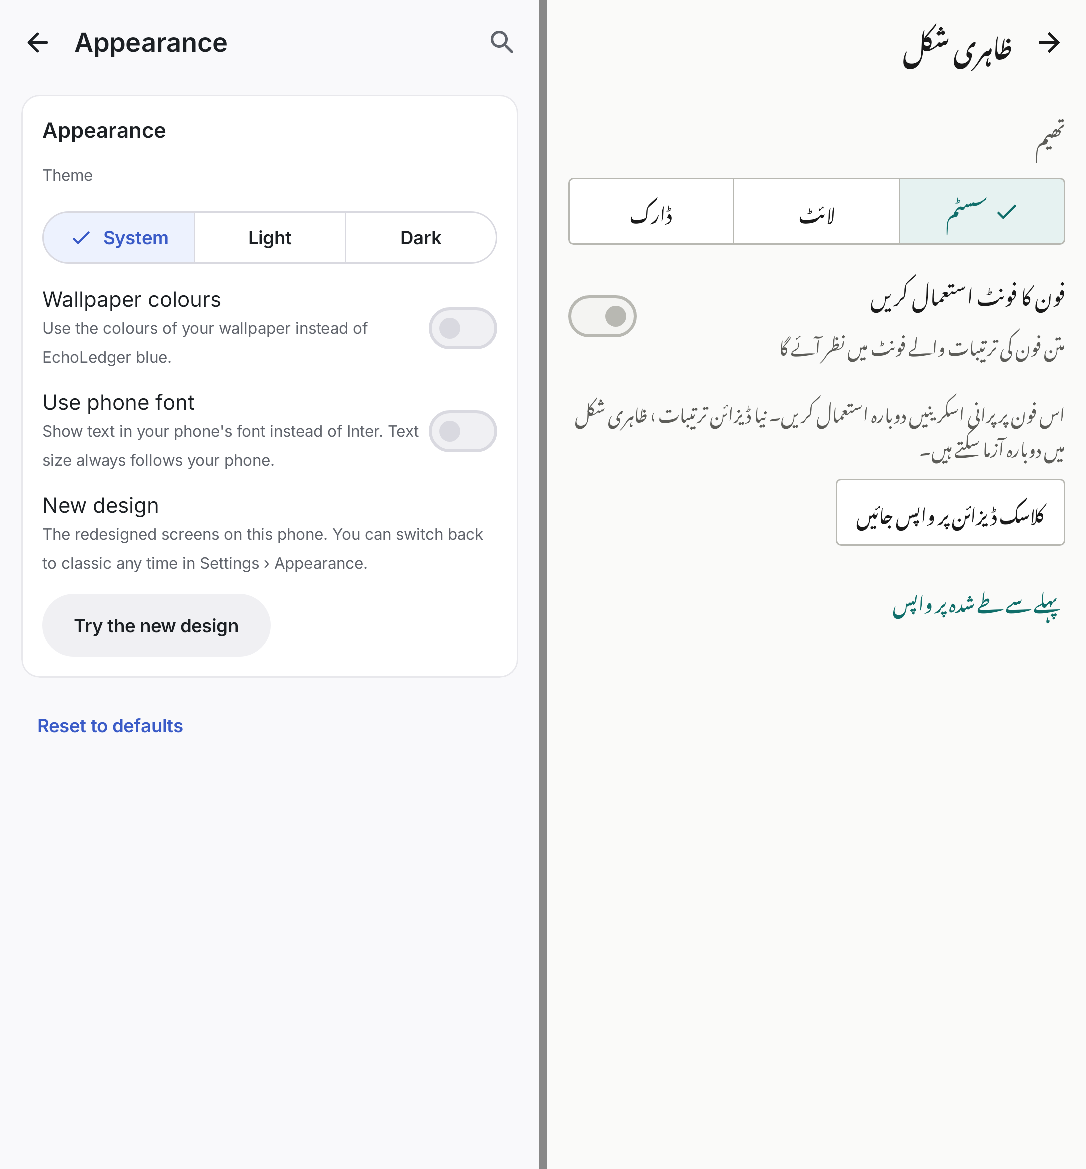 Appearance
Appearance
Theme
System
Light
Dark
Wallpaper colours
Use the colours of your wallpaper instead of
EchoLedger blue.
Use phone font
Show text in your phone's font instead of Inter. Text
size always follows your phone.
New design
The redesigned screens on this phone. You can switch back
to classic any time in Settings › Appearance.
Try the new design
Reset to defaults
ظاہری شکل
تھیم
سسٹم
لائٹ
ڈارک
فون کا فونٹ استعمال کریں
متن فون کی ترتیبات والے فونٹ میں نظر آئے گا
اس فون پر پرانی اسکرینیں دوبارہ استعمال کریں۔ نیا ڈیزائن ترتیبات ، ظاہری شکل
میں دوبارہ آزما سکتے ہیں۔
کلاسک ڈیزائن پر واپس جائیں
پہلے سے طے شدہ پر واپس